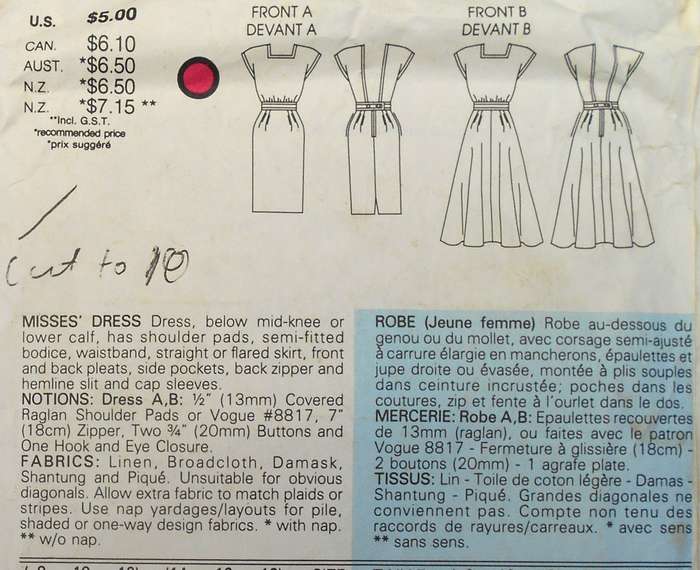 U.S. $5.00
CAN. $6.10
AUST. *$6.50
N.Z. *$6.50
N.Z. *$7.15 **
**Incl. G.S.T.
*recommended price
*prix suggéré
FRONT A
DEVANT A
FRONT B
DEVANT B
Cut to 10
MISSES' DRESS Dress, below mid-knee or
lower calf, has shoulder pads, semi-fitted
bodice, waistband, straight or flared skirt, front
and back pleats, side pockets, back zipper and
hemline slit and cap sleeves.
NOTIONS: Dress A,B: ½" (13mm) Covered
Raglan Shoulder Pads or Vogue #8817, 7"
(18cm) Zipper, Two ¾" (20mm) Buttons and
One Hook and Eye Closure.
FABRICS: Linen, Broadcloth, Damask,
Shantung and Piqué. Unsuitable for obvious
diagonals. Allow extra fabric to match plaids or
stripes. Use nap yardages/layouts for pile,
shaded or one-way design fabrics. * with nap.
** w/o nap.
ROBE (Jeune femme) Robe au-dessous du
genou ou du mollet, avec corsage semi-ajusté
à carrure élargie en mancherons, épaulettes et
jupe droite ou évasée, montée à plis souples
dans ceinture incrustée; poches dans les
coutures, zip et fente à l'ourlet dans le dos.
MERCERIE: Robe A,B: Epaulettes recouvertes
de 13mm (raglan), ou faites avec le patron
Vogue 8817 - Fermeture à glissière (18cm) -
2 boutons (20mm) - 1 agrafe plate.
TISSUS: Lin - Toile de coton légère - Damas -
Shantung - Piqué. Grandes diagonales ne
conviennent pas. Compte non tenu des
raccords de rayures/carreaux. * avec sens
** sans sens.